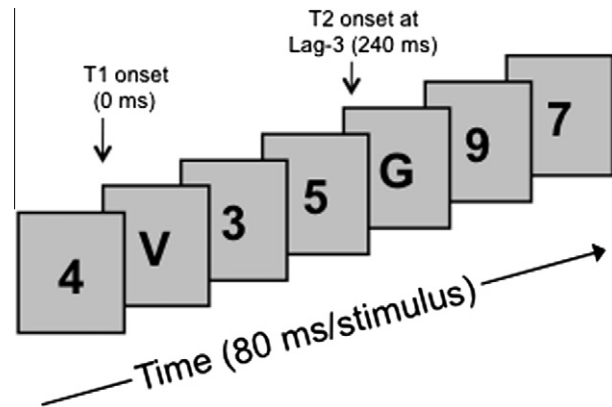 T2 onset at
Lag-3 (240 ms)
T1 onset
(0 ms)
4
V
3
5
G
9
7
Time (80 ms/stimulus)